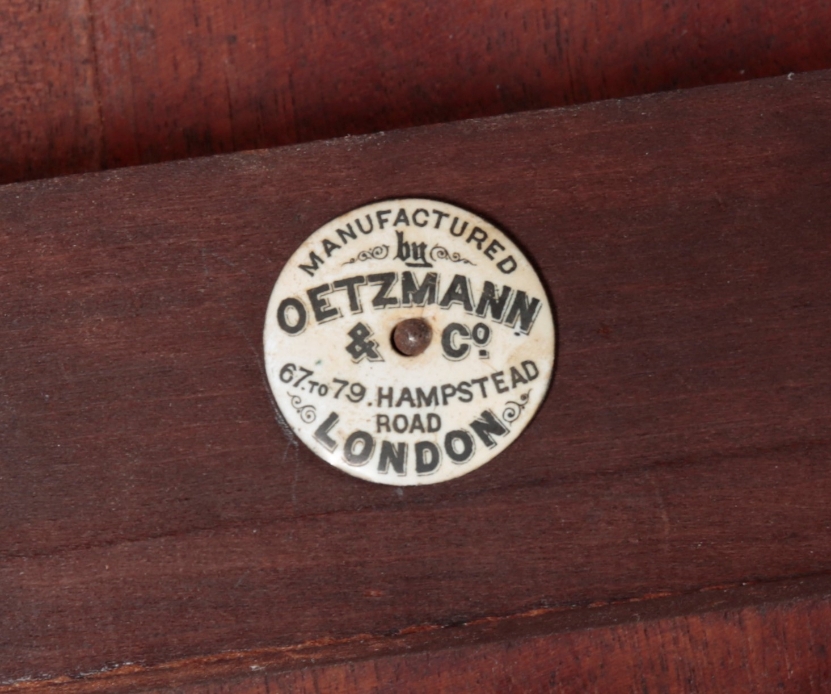 MANUFACTURED
by
OETZMANN
& Co
67.TO 79.HAMPSTEAD
ROAD
LONDON